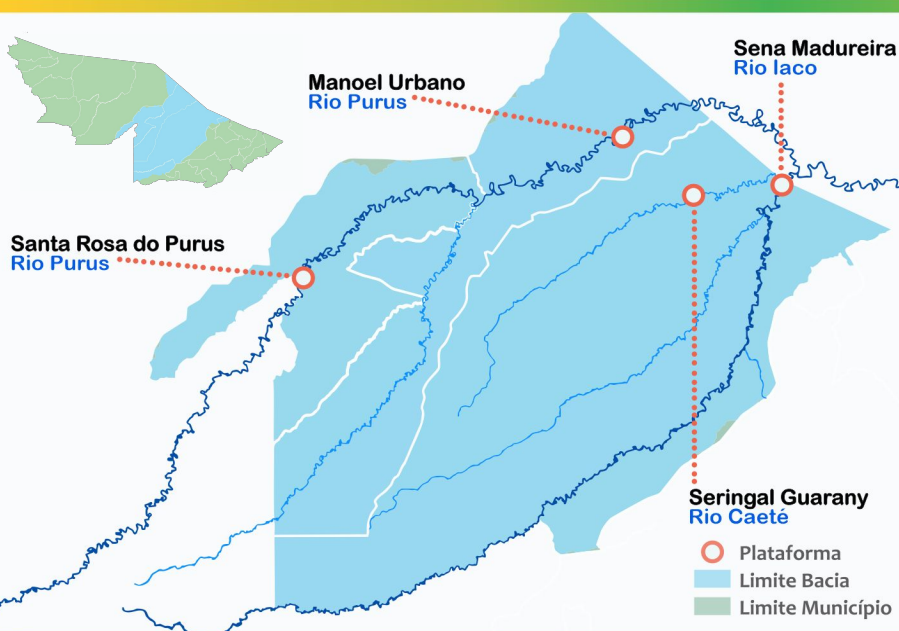 Sena Madureira
Rio Iaco
Manoel Urbano
Rio Purus
Santa Rosa do Purus
Rio Purus
Seringal Guarany
Rio Caeté
Plataforma
Limite Bacia
Limite Município